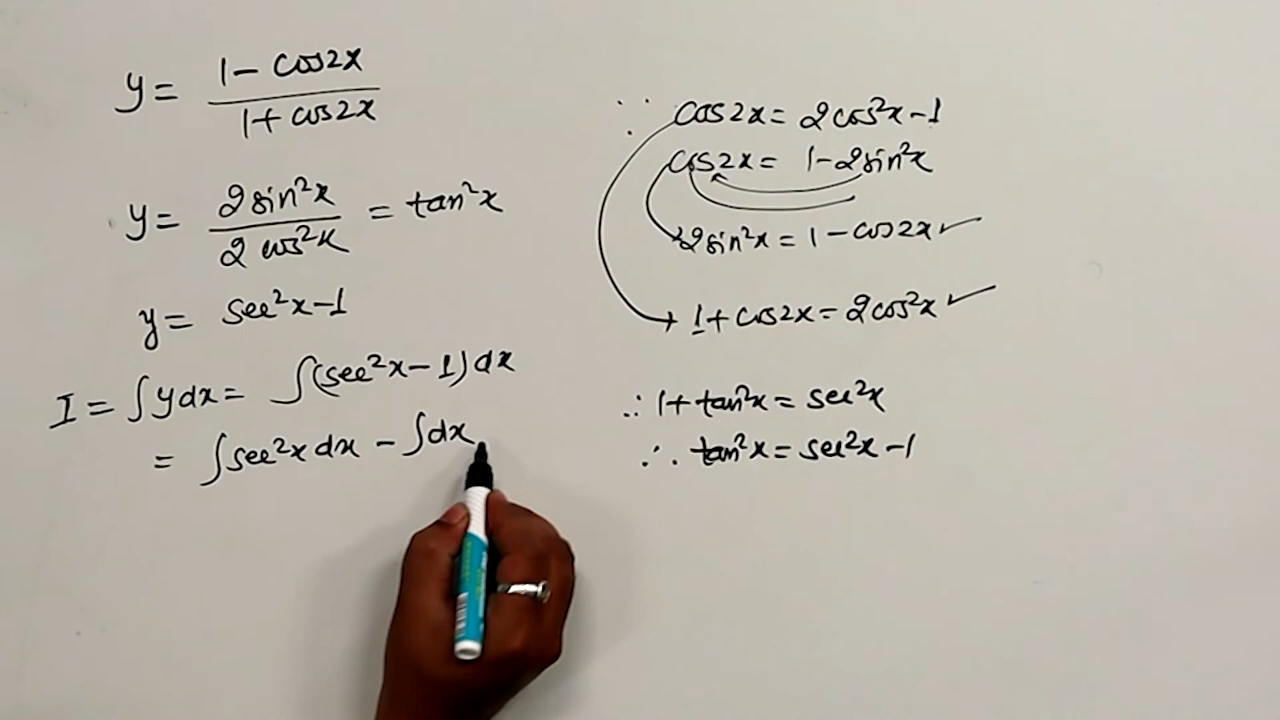 y = 1 - cos2x / 1 + cos2x
y = 2sin²x / 2cos²x = tan²x
y = sec²x - 1
I = ∫ydx = ∫(sec²x - 1)dx
= ∫sec²x dx - ∫dx
∵ cos2x = 2cos²x - 1
cos2x = 1 - 2sin²x
2sin²x = 1 - cos2x ✓
1 + cos2x = 2cos²x ✓
∴ 1 + tan²x = sec²x
∴ tan²x = sec²x - 1